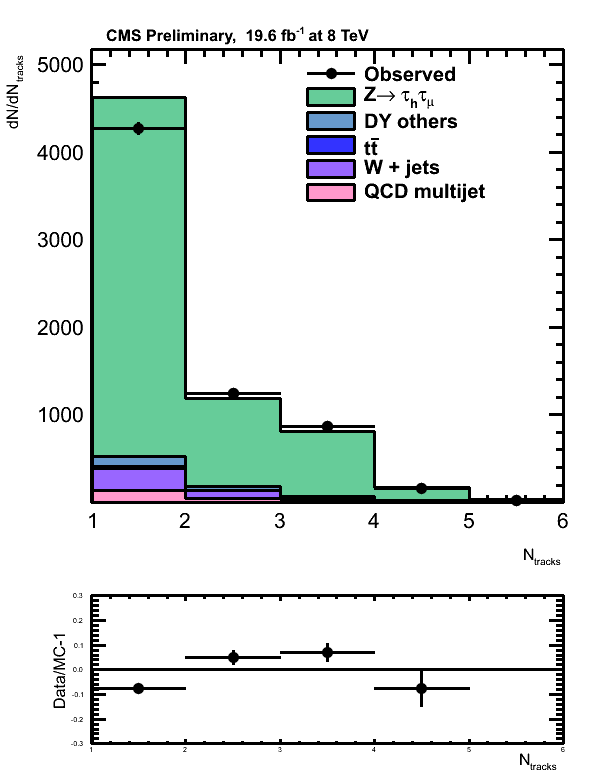 CMS Preliminary, 19.6 fb⁻¹ at 8 TeV
dN/dN_tracks
5000
4000
3000
2000
1000
Observed
Z→ τ_h τ_μ
DY others
tt̄
W + jets
QCD multijet
1 2 3 4 5 6
N_tracks
Data/MC-1
0.3
0.2
0.1
0.0
-0.1
-0.2
-0.3
1 2 3 4 5 6
N_tracks